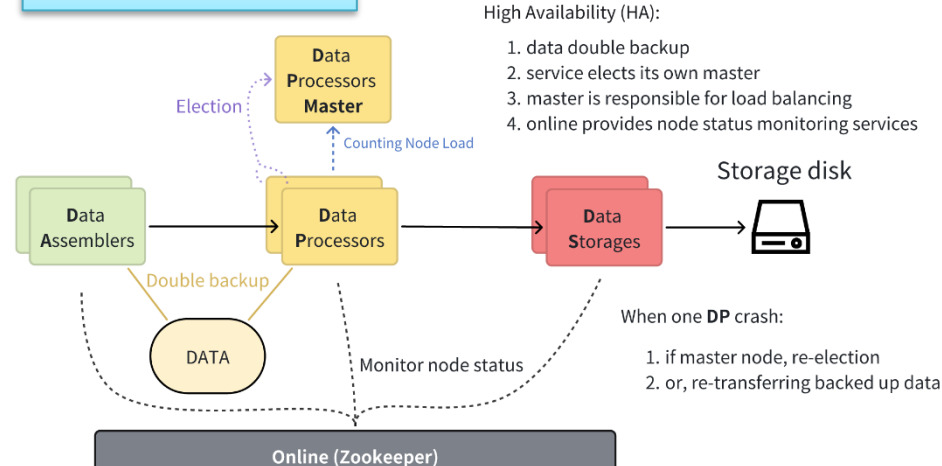 High Availability (HA):
1. data double backup
2. service elects its own master
3. master is responsible for load balancing
4. online provides node status monitoring services
Data
Processors
Master
Election
Counting Node Load
Storage disk
Data
Assemblers
Data
Processors
Data
Storages
Double backup
DATA
Monitor node status
When one DP crash:
1. if master node, re-election
2. or, re-transferring backed up data
Online (Zookeeper)